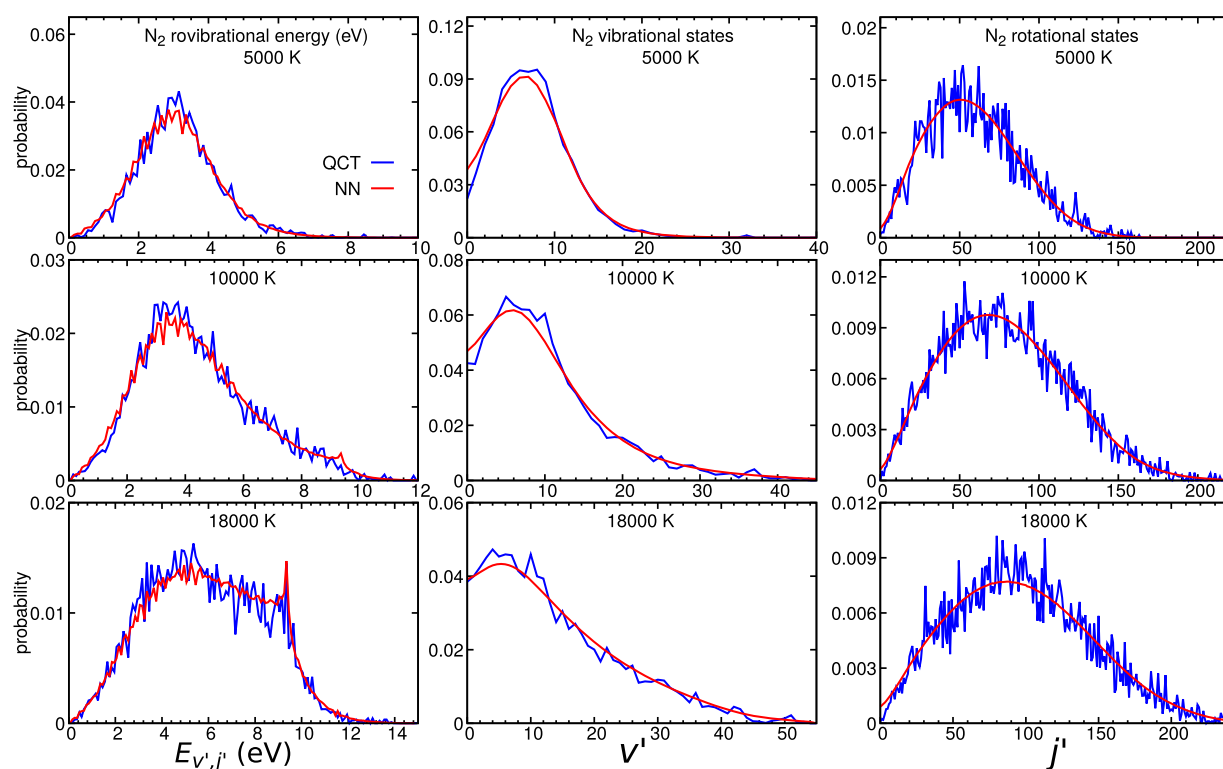 N₂ rovibrational energy (eV)
5000 K
0.06
0.04
0.02
0
probability
QCT
NN
0 2 4 6 8 10
N₂ vibrational states
5000 K
0.12
0.09
0.06
0.03
0.00
0 10 20 30 40
N₂ rotational states
5000 K
0.015
0.010
0.005
0.000
0 50 100 150 200
10000 K
0.03
0.02
0.01
0
probability
0 2 4 6 8 10 12
10000 K
0.08
0.06
0.04
0.02
0
0 10 20 30 40
10000 K
0.012
0.009
0.006
0.003
0.000
0 50 100 150 200
18000 K
0.02
0.01
0
probability
0 2 4 6 8 10 12 14
E_v',j' (eV)
18000 K
0.06
0.04
0.02
0.00
0 10 20 30 40 50
v'
18000 K
0.012
0.009
0.006
0.003
0.000
0 50 100 150 200
j'